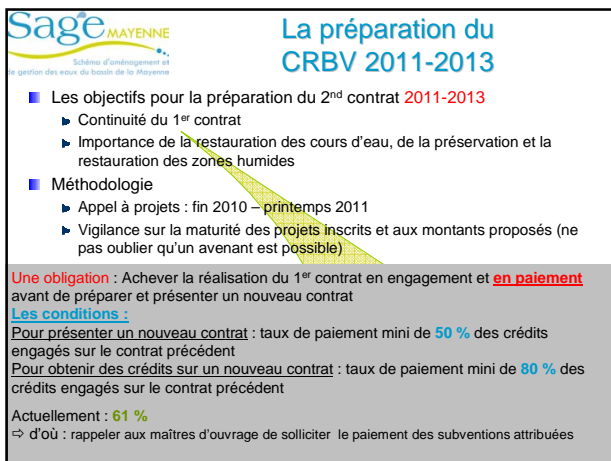 Sage MAYENNE
Schéma d'aménagement et
de gestion des eaux du bassin de la Mayenne
La préparation du
CRBV 2011-2013
Les objectifs pour la préparation du 2nd contrat 2011-2013
Continuité du 1er contrat
Importance de la restauration des cours d'eau, de la préservation et la
restauration des zones humides
Méthodologie
Appel à projets : fin 2010 – printemps 2011
Vigilance sur la maturité des projets inscrits et aux montants proposés (ne
pas oublier qu'un avenant est possible)
Une obligation : Achever la réalisation du 1er contrat en engagement et en paiement
avant de préparer et présenter un nouveau contrat
Les conditions :
Pour présenter un nouveau contrat : taux de paiement mini de 50 % des crédits
engagés sur le contrat précédent
Pour obtenir des crédits sur un nouveau contrat : taux de paiement mini de 80 % des
crédits engagés sur le contrat précédent
Actuellement : 61 %
⇨ d'où : rappeler aux maîtres d'ouvrage de solliciter le paiement des subventions attribuées